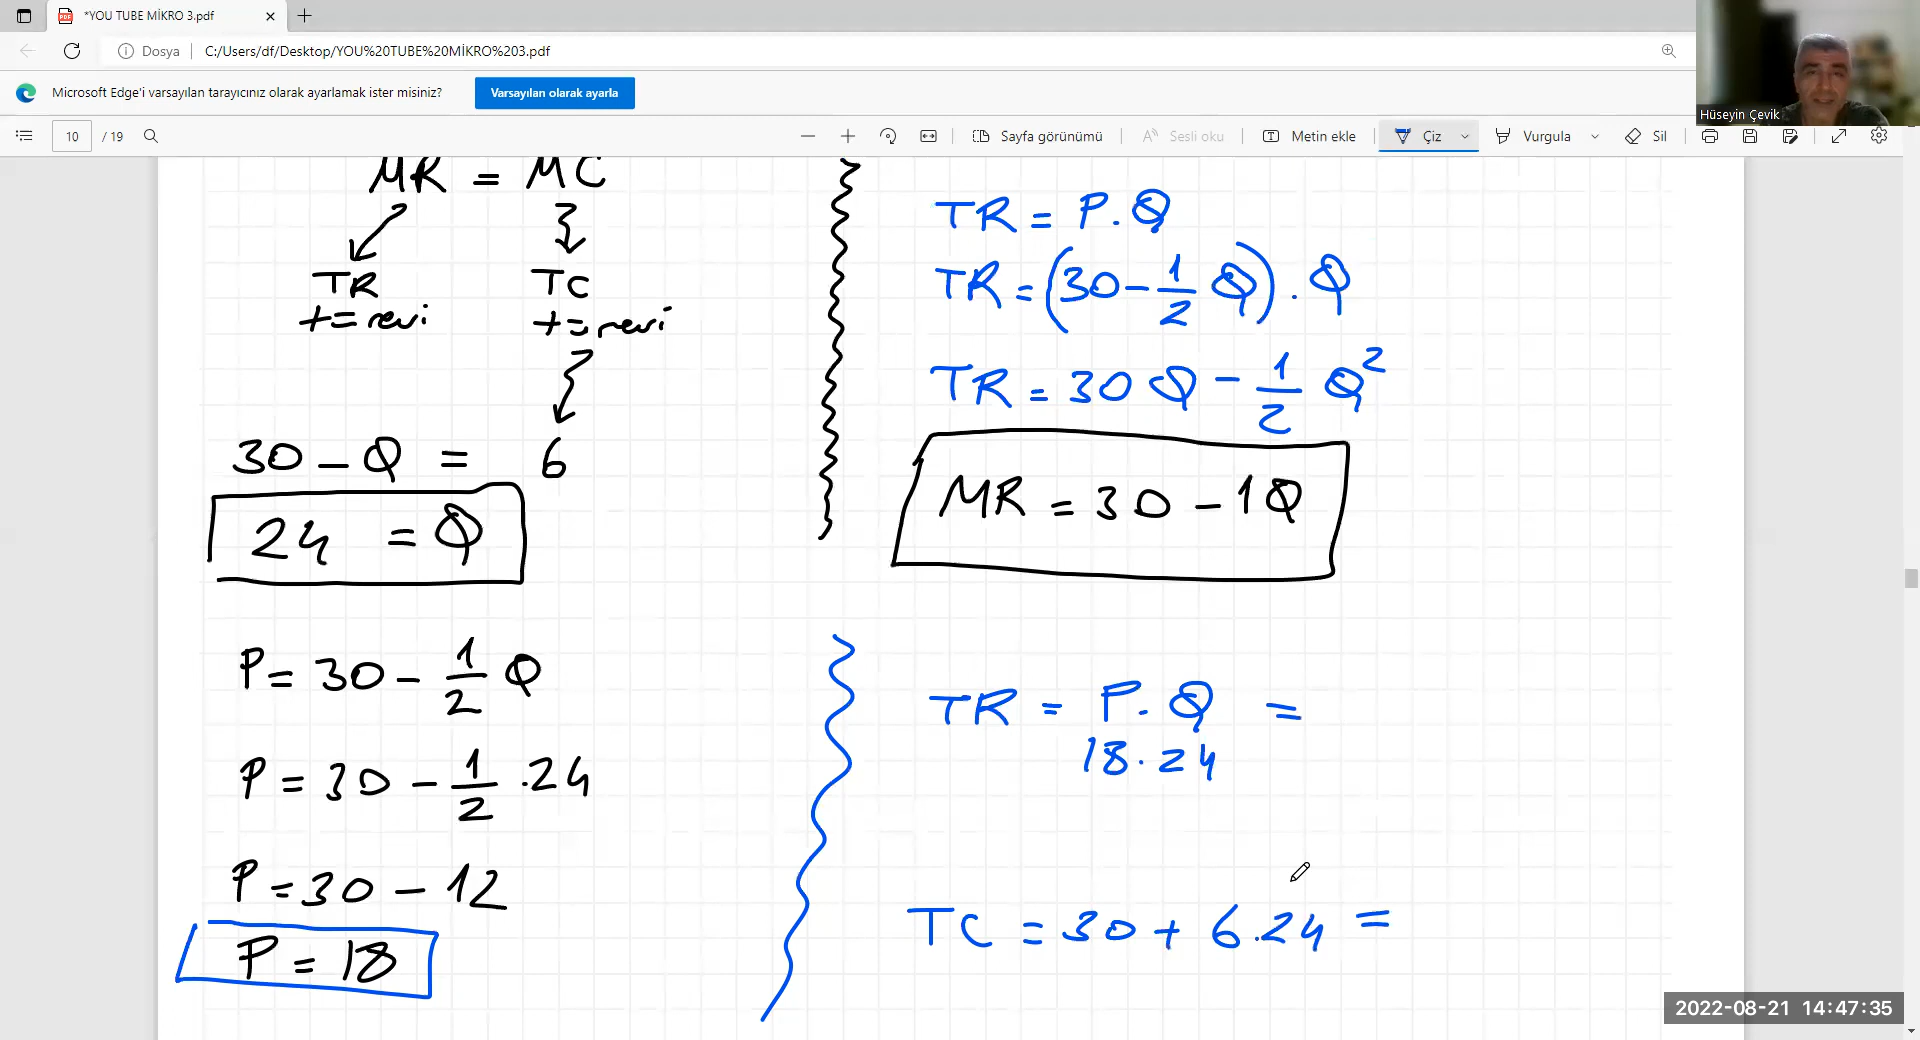 *YOU TUBE MİKRO 3.pdf
Dosya C:/Users/df/Desktop/YOU%20TUBE%20MİKRO%203.pdf
Microsoft Edge'i varsayılan tarayıcınız olarak ayarlamak ister misiniz? Varsayılan olarak ayarla
Hüseyin Çevik
10 / 19 Sayfa görünümü Sesli oku Metin ekle Çiz Vurgula Sil
MR = MC
TR TC
30 - Q = 6
24 = Q
P = 30 - 1/2 Q
P = 30 - 1/2 . 24
P = 30 - 12
P = 18
TR = P.Q
TR = (30 - 1/2 Q) . Q
TR = 30 Q - 1/2 Q²
MR = 30 - 1Q
TR = P. Q =
18.24
TC = 30 + 6.24 =
2022-08-21 14:47:35